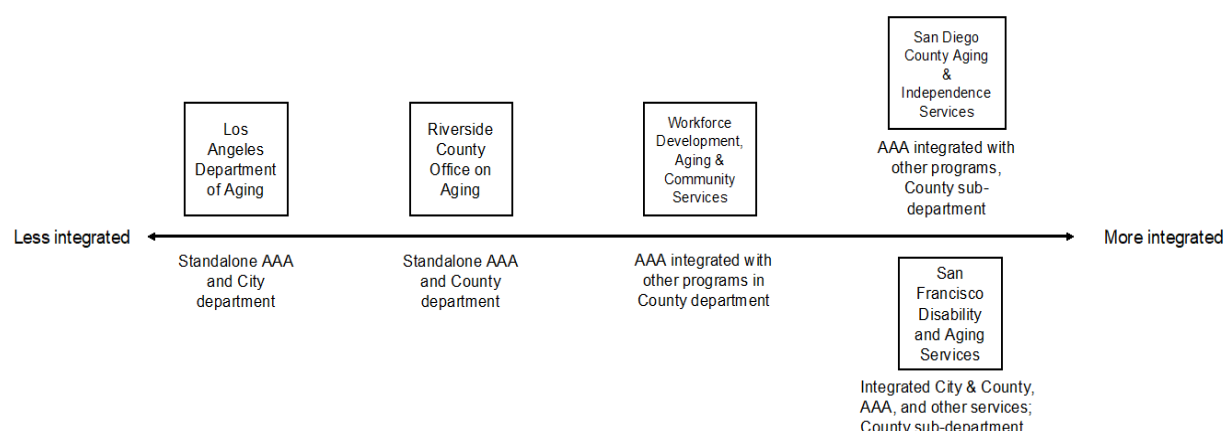 San Diego
County Aging
&
Independence
Services
Los
Angeles
Department
of Aging
Riverside
County
Office on
Aging
Workforce
Development,
Aging &
Community
Services
AAA integrated with
other programs,
County sub-
department
Less integrated
More integrated
Standalone AAA
and City
department
Standalone AAA
and County
department
AAA integrated with
other programs in
County department
San
Francisco
Disability
and Aging
Services
Integrated City & County,
AAA, and other services;
County sub-department